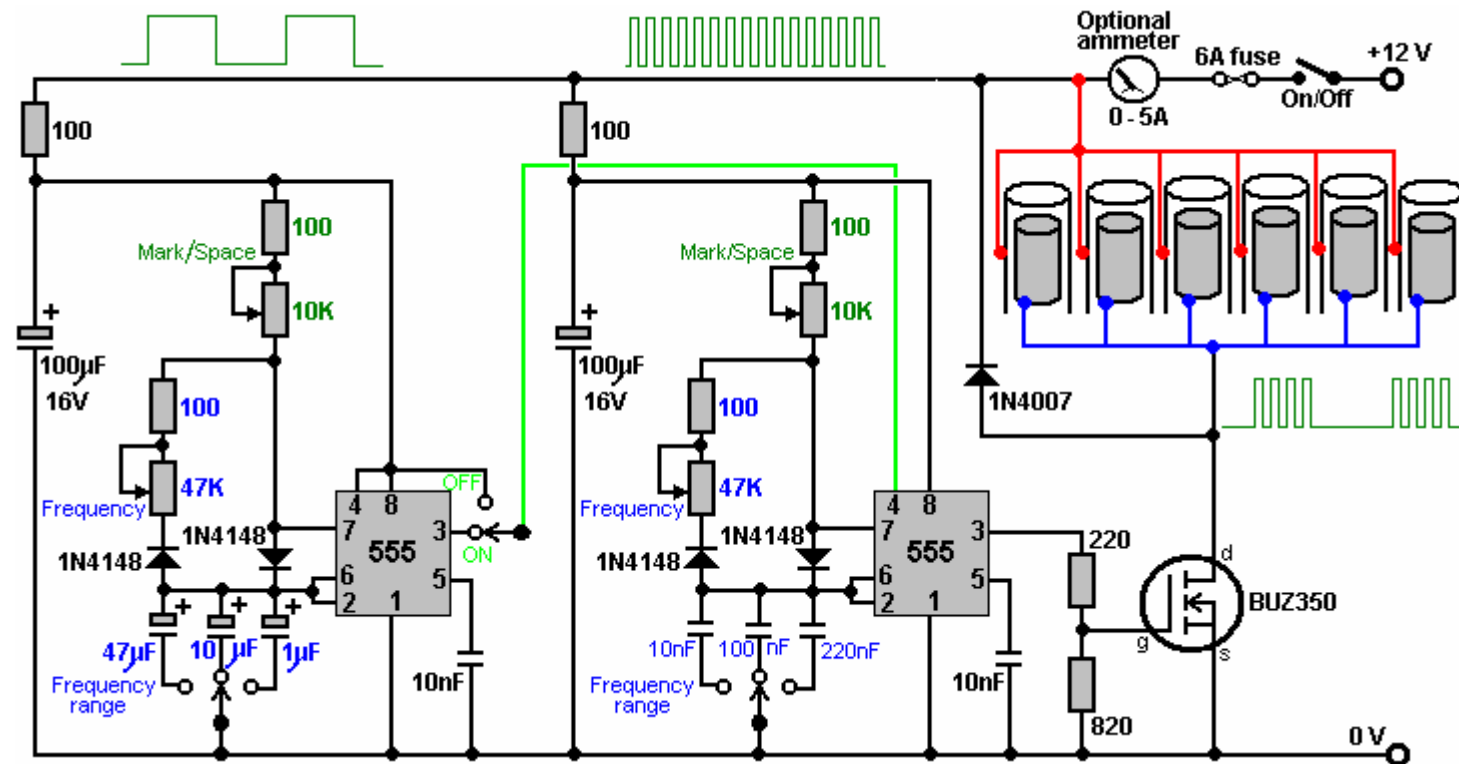 Optional
ammeter
6A fuse
+12 V
On/Off
0 - 5A
100
100
100
Mark/Space
10K
100µF
16V
100
47K
Frequency
1N4148
1N4148
OFF
ON
4 8
7 3
555
6 5
2 1
47µF
10 µF
1µF
Frequency
range
10nF
100
Mark/Space
10K
100µF
16V
100
47K
Frequency
1N4148
1N4148
4 8
7 3
555
6 5
2 1
10nF
100 nF
220nF
Frequency
range
10nF
1N4007
220
820
d
g
s
BUZ350
0 V